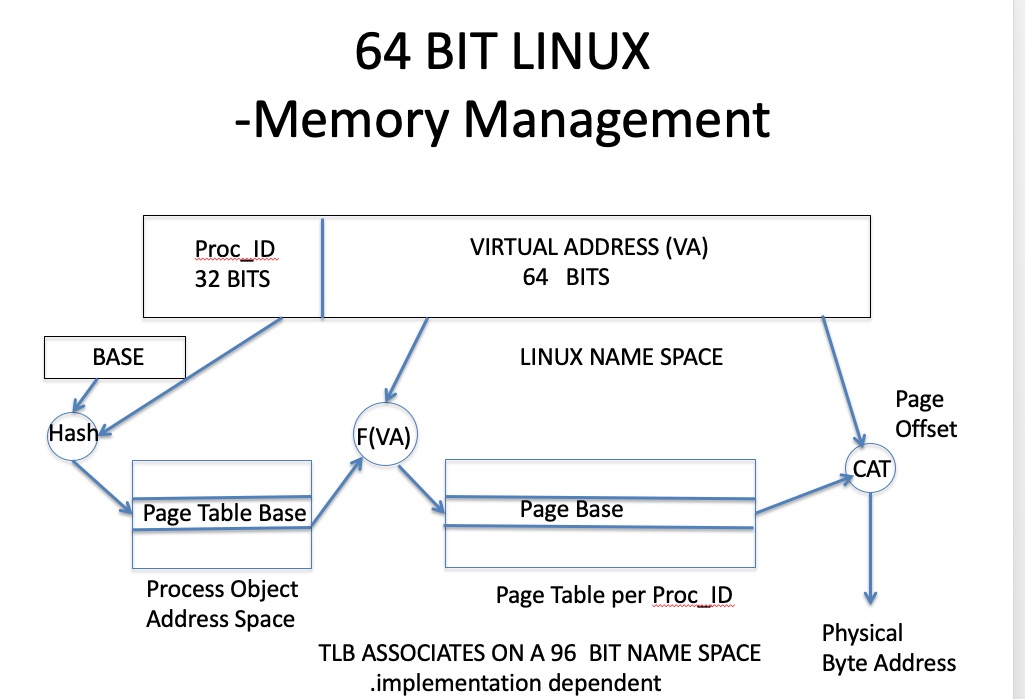 64 BIT LINUX
-Memory Management
Proc_ID
32 BITS
VIRTUAL ADDRESS (VA)
64 BITS
BASE
LINUX NAME SPACE
Page
Offset
Hash
F(VA)
CAT
Page Table Base
Page Base
Process Object
Address Space
Page Table per Proc_ID
Physical
Byte Address
TLB ASSOCIATES ON A 96 BIT NAME SPACE
.implementation dependent